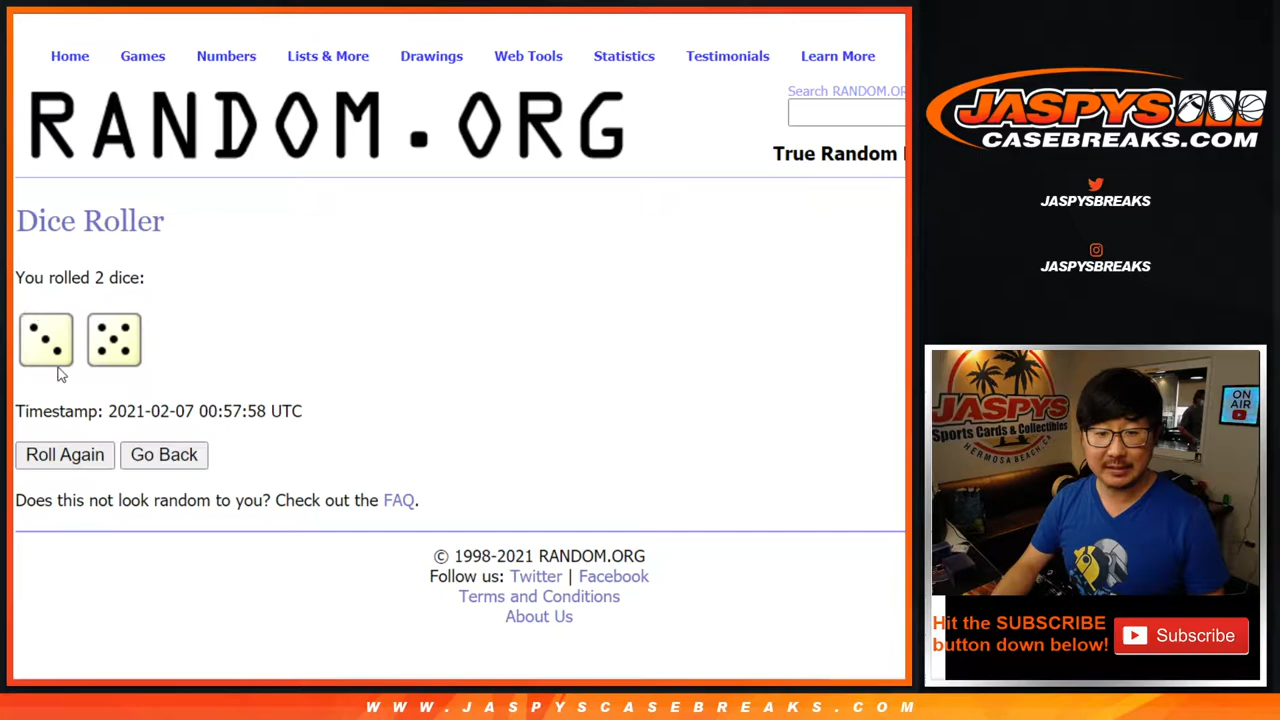 Home Games Numbers Lists & More Drawings Web Tools Statistics Testimonials Learn More
Search RANDOM.OR
RANDOM.ORG
True Random
Dice Roller
You rolled 2 dice:
Timestamp: 2021-02-07 00:57:58 UTC
Roll Again Go Back
Does this not look random to you? Check out the FAQ.
© 1998-2021 RANDOM.ORG
Follow us: Twitter | Facebook
Terms and Conditions
About Us
JASPYS
CASEBREAKS.COM
JASPYSBREAKS
JASPYSBREAKS
JASPYS
Sports Cards & Collectibles
HERMOSA BEACH, CA
ON
AIR
Hit the SUBSCRIBE
button down below!
Subscribe
WWW.JASPYSCASEBREAKS.COM